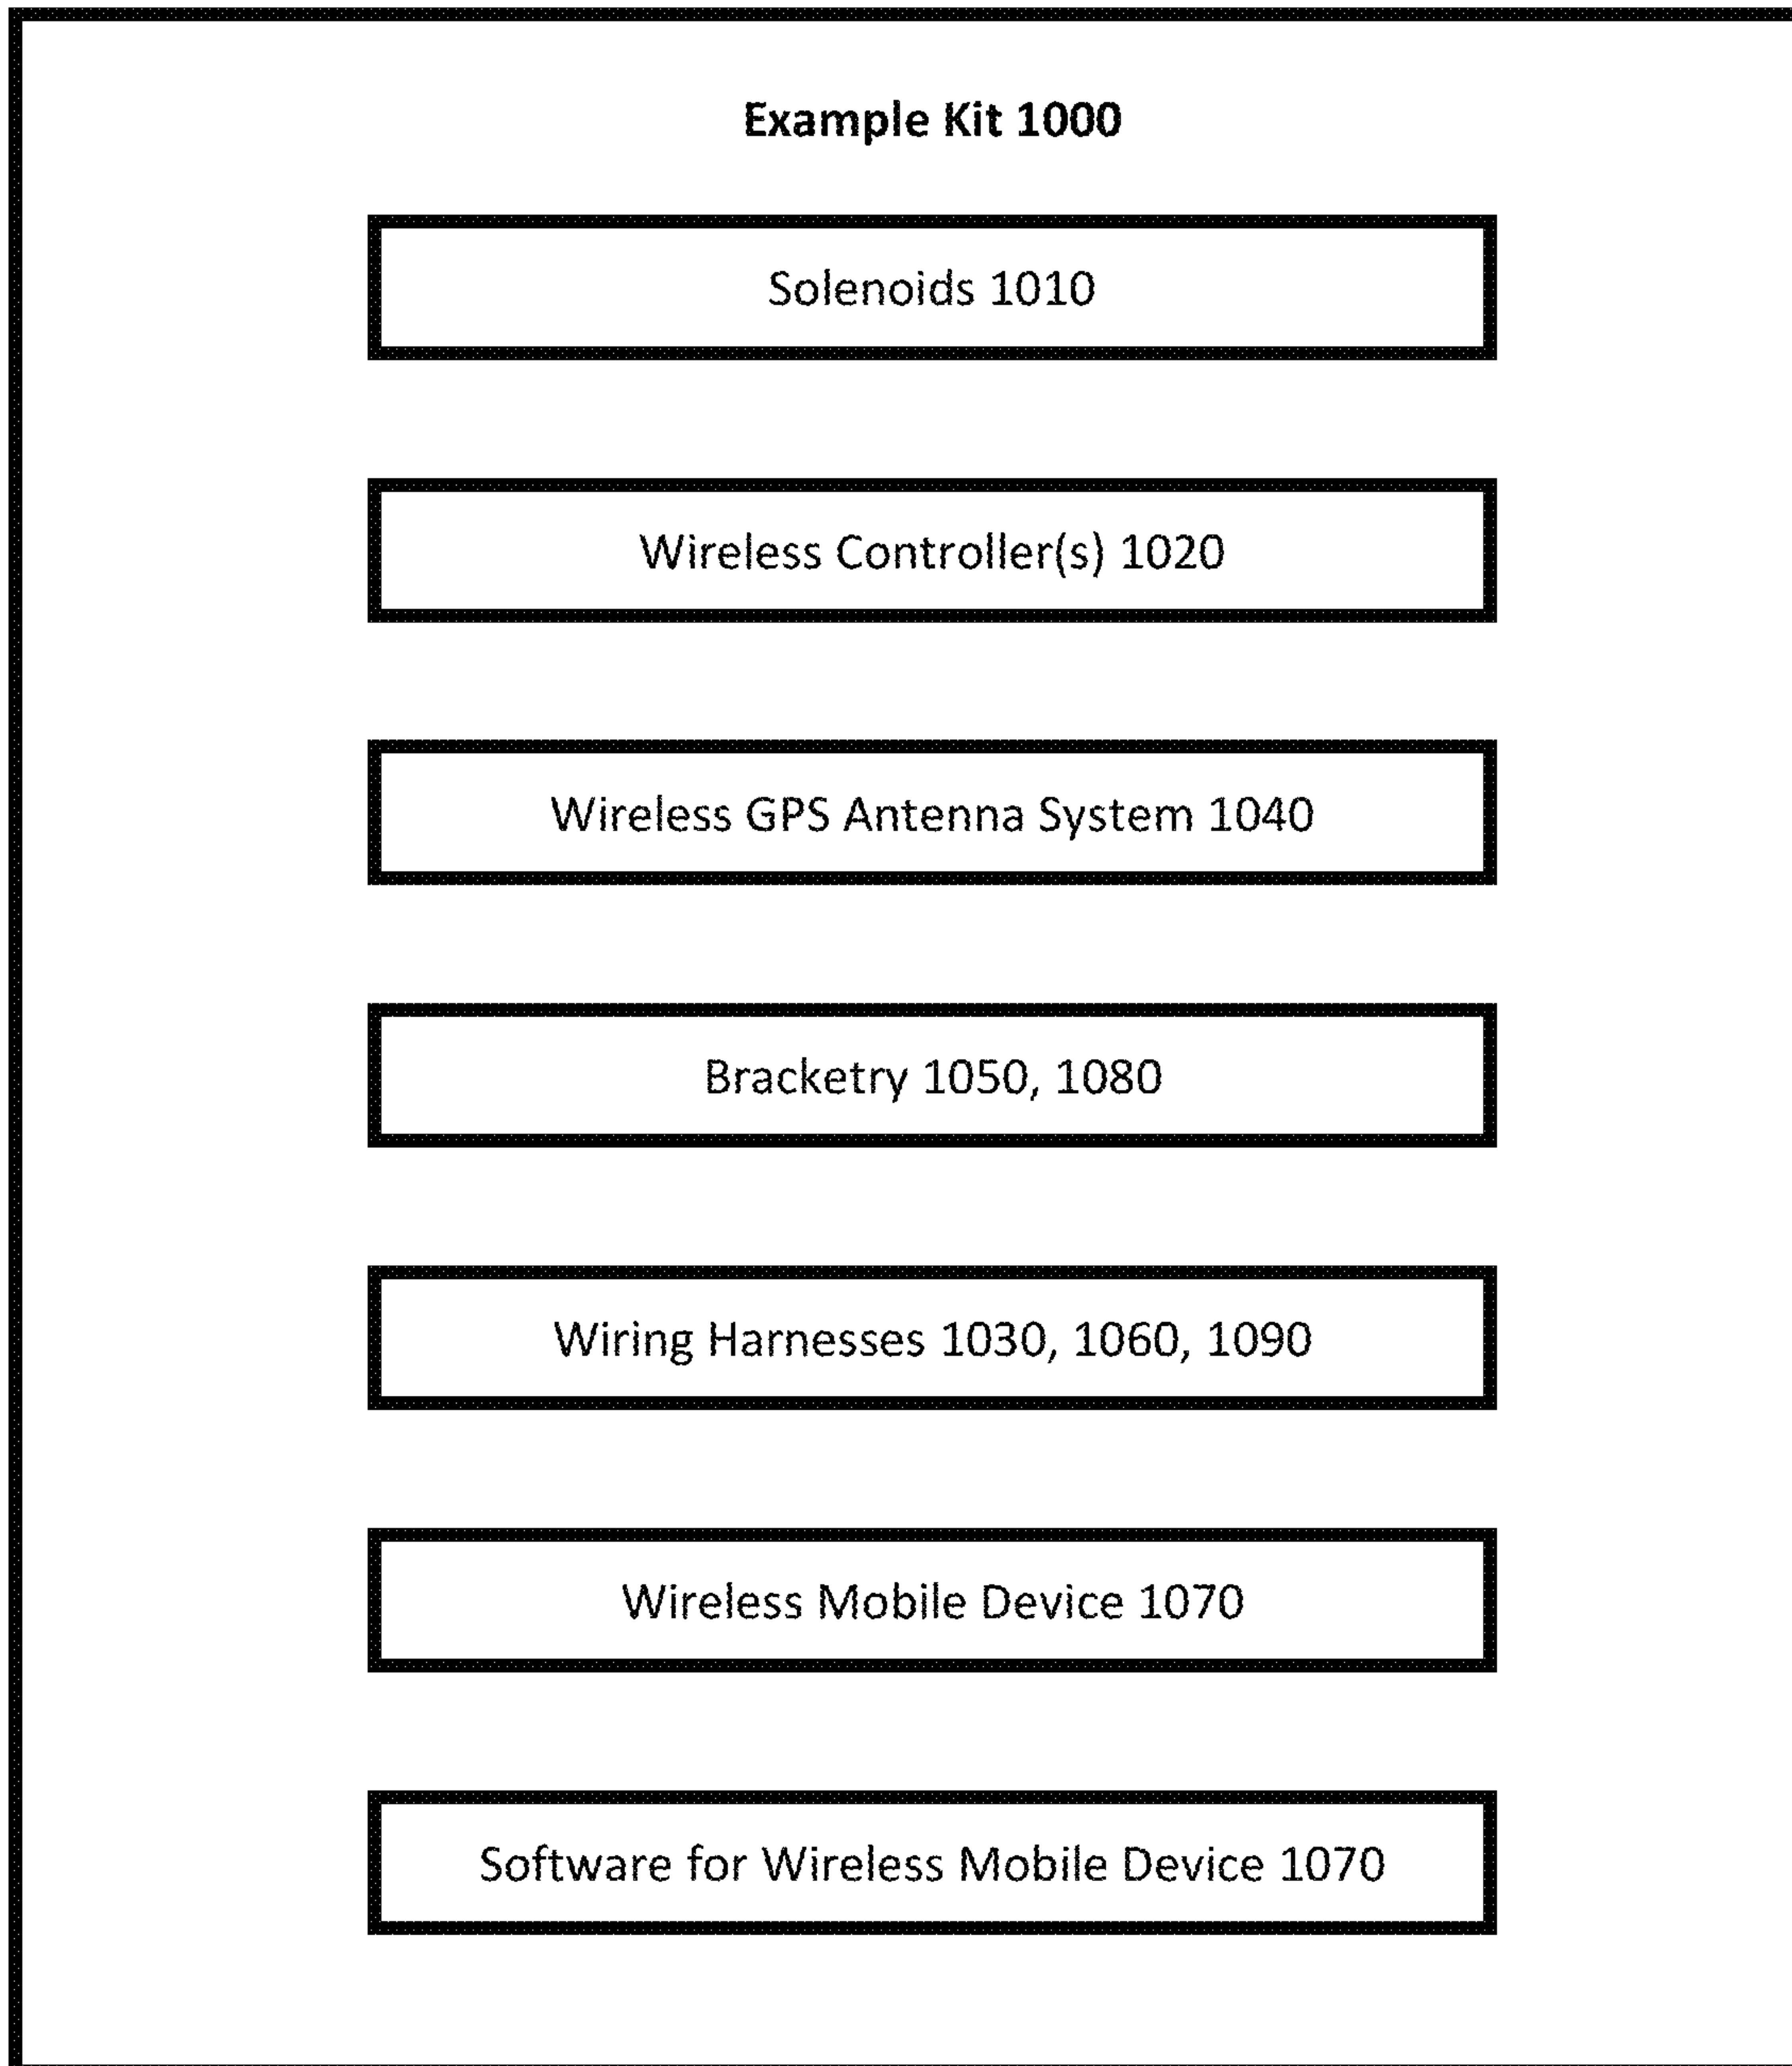 Example Kit 1000
Solenoids 1010
Wireless Controller(s) 1020
Wireless GPS Antenna System 1040
Bracketry 1050, 1080
Wiring Harnesses 1030, 1060, 1090
Wireless Mobile Device 1070
Software for Wireless Mobile Device 1070